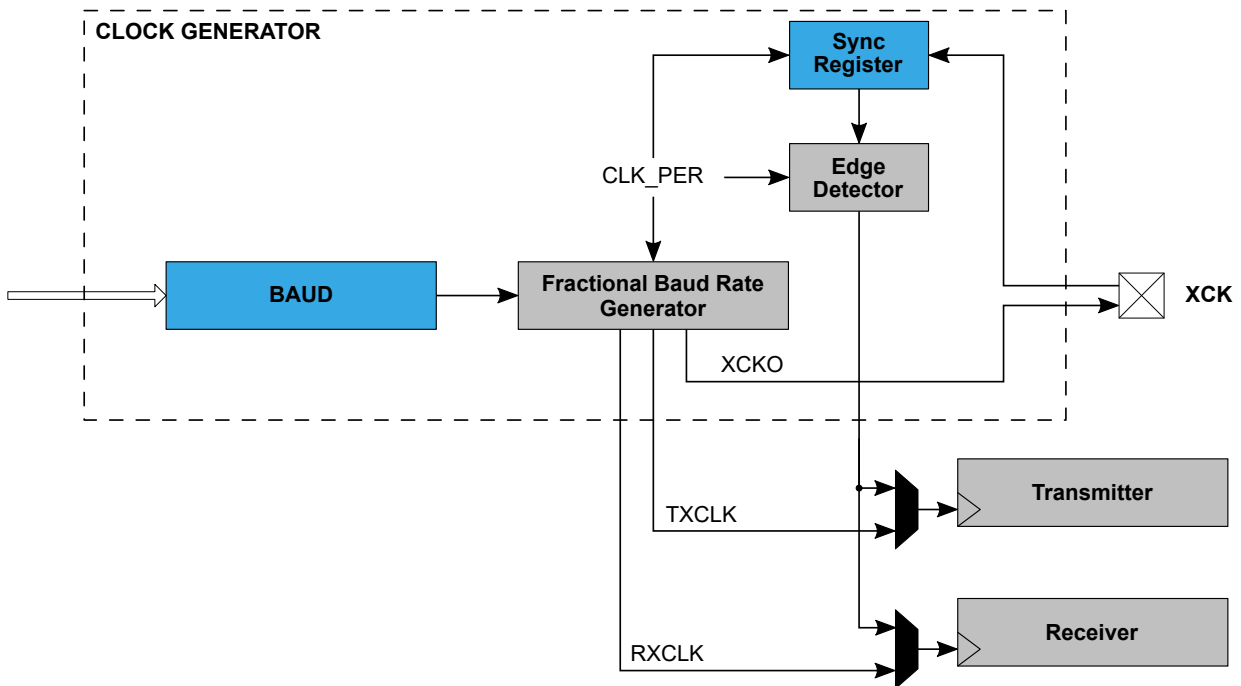 CLOCK GENERATOR
Sync
Register
CLK_PER
Edge
Detector
BAUD
Fractional Baud Rate
Generator
XCK
XCKO
Transmitter
TXCLK
Receiver
RXCLK